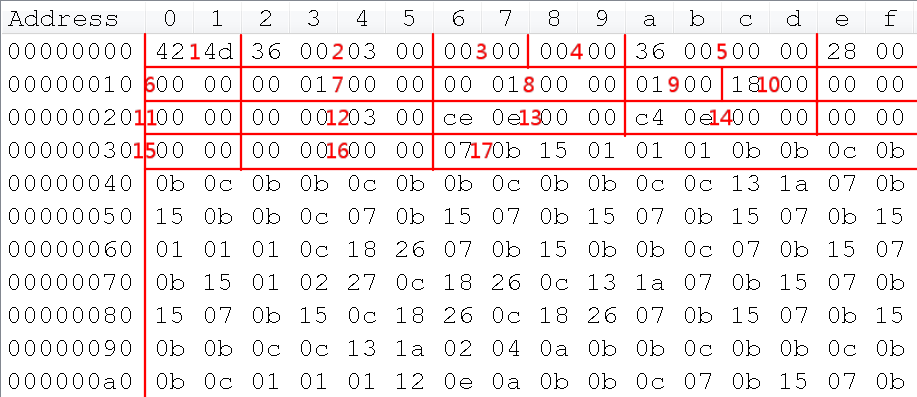 Address 0 1 2 3 4 5 6 7 8 9 a b c d e f
00000000 42 1 4d 36 00 2 03 00 00 3 00 00 4 00 36 00 5 00 00 28 00
00000010 6 00 00 00 01 7 00 00 00 01 8 00 00 01 9 00 18 10 00 00 00
00000020 11 00 00 00 00 12 03 00 ce 0e 13 00 00 c4 0e 14 00 00 00 00
00000030 15 00 00 00 00 16 00 00 07 17 0b 15 01 01 01 0b 0b 0c 0b
00000040 0b 0c 0b 0b 0c 0b 0b 0c 0b 0b 0c 0c 13 1a 07 0b
00000050 15 0b 0b 0c 07 0b 15 07 0b 15 07 0b 15 07 0b 15
00000060 01 01 01 0c 18 26 07 0b 15 0b 0b 0c 07 0b 15 07
00000070 0b 15 01 02 27 0c 18 26 0c 13 1a 07 0b 15 07 0b
00000080 15 07 0b 15 0c 18 26 0c 18 26 07 0b 15 07 0b 15
00000090 0b 0b 0c 0c 13 1a 02 04 0a 0b 0b 0c 0b 0b 0c 0b
000000a0 0b 0c 01 01 01 12 0e 0a 0b 0b 0c 07 0b 15 07 0b